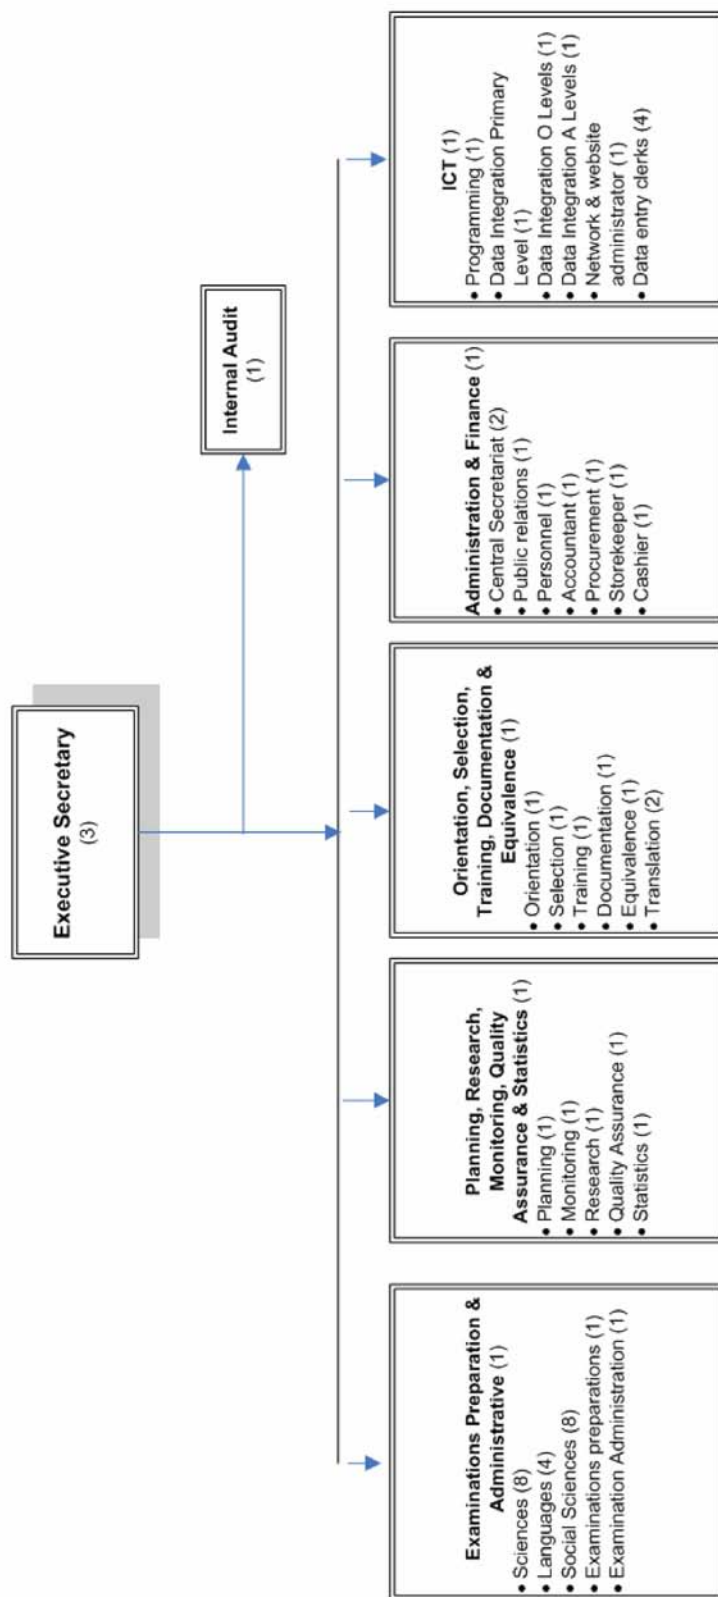 Executive Secretary
(3)
Internal Audit
(1)
Examinations Preparation &
Administrative (1)
• Sciences (8)
• Languages (4)
• Social Sciences (8)
• Examinations preparations (1)
• Examination Administration (1)
Planning, Research,
Monitoring, Quality
Assurance & Statistics (1)
• Planning (1)
• Monitoring (1)
• Research (1)
• Quality Assurance (1)
• Statistics (1)
Orientation, Selection,
Training, Documentation &
Equivalence (1)
• Orientation (1)
• Selection (1)
• Training (1)
• Documentation (1)
• Equivalence (1)
• Translation (2)
Administration & Finance (1)
• Central Secretariat (2)
• Public relations (1)
• Personnel (1)
• Accountant (1)
• Procurement (1)
• Storekeeper (1)
• Cashier (1)
ICT (1)
• Programming (1)
• Data Integration Primary
Level (1)
• Data Integration O Levels (1)
• Data Integration A Levels (1)
• Network & website
administrator (1)
• Data entry clerks (4)